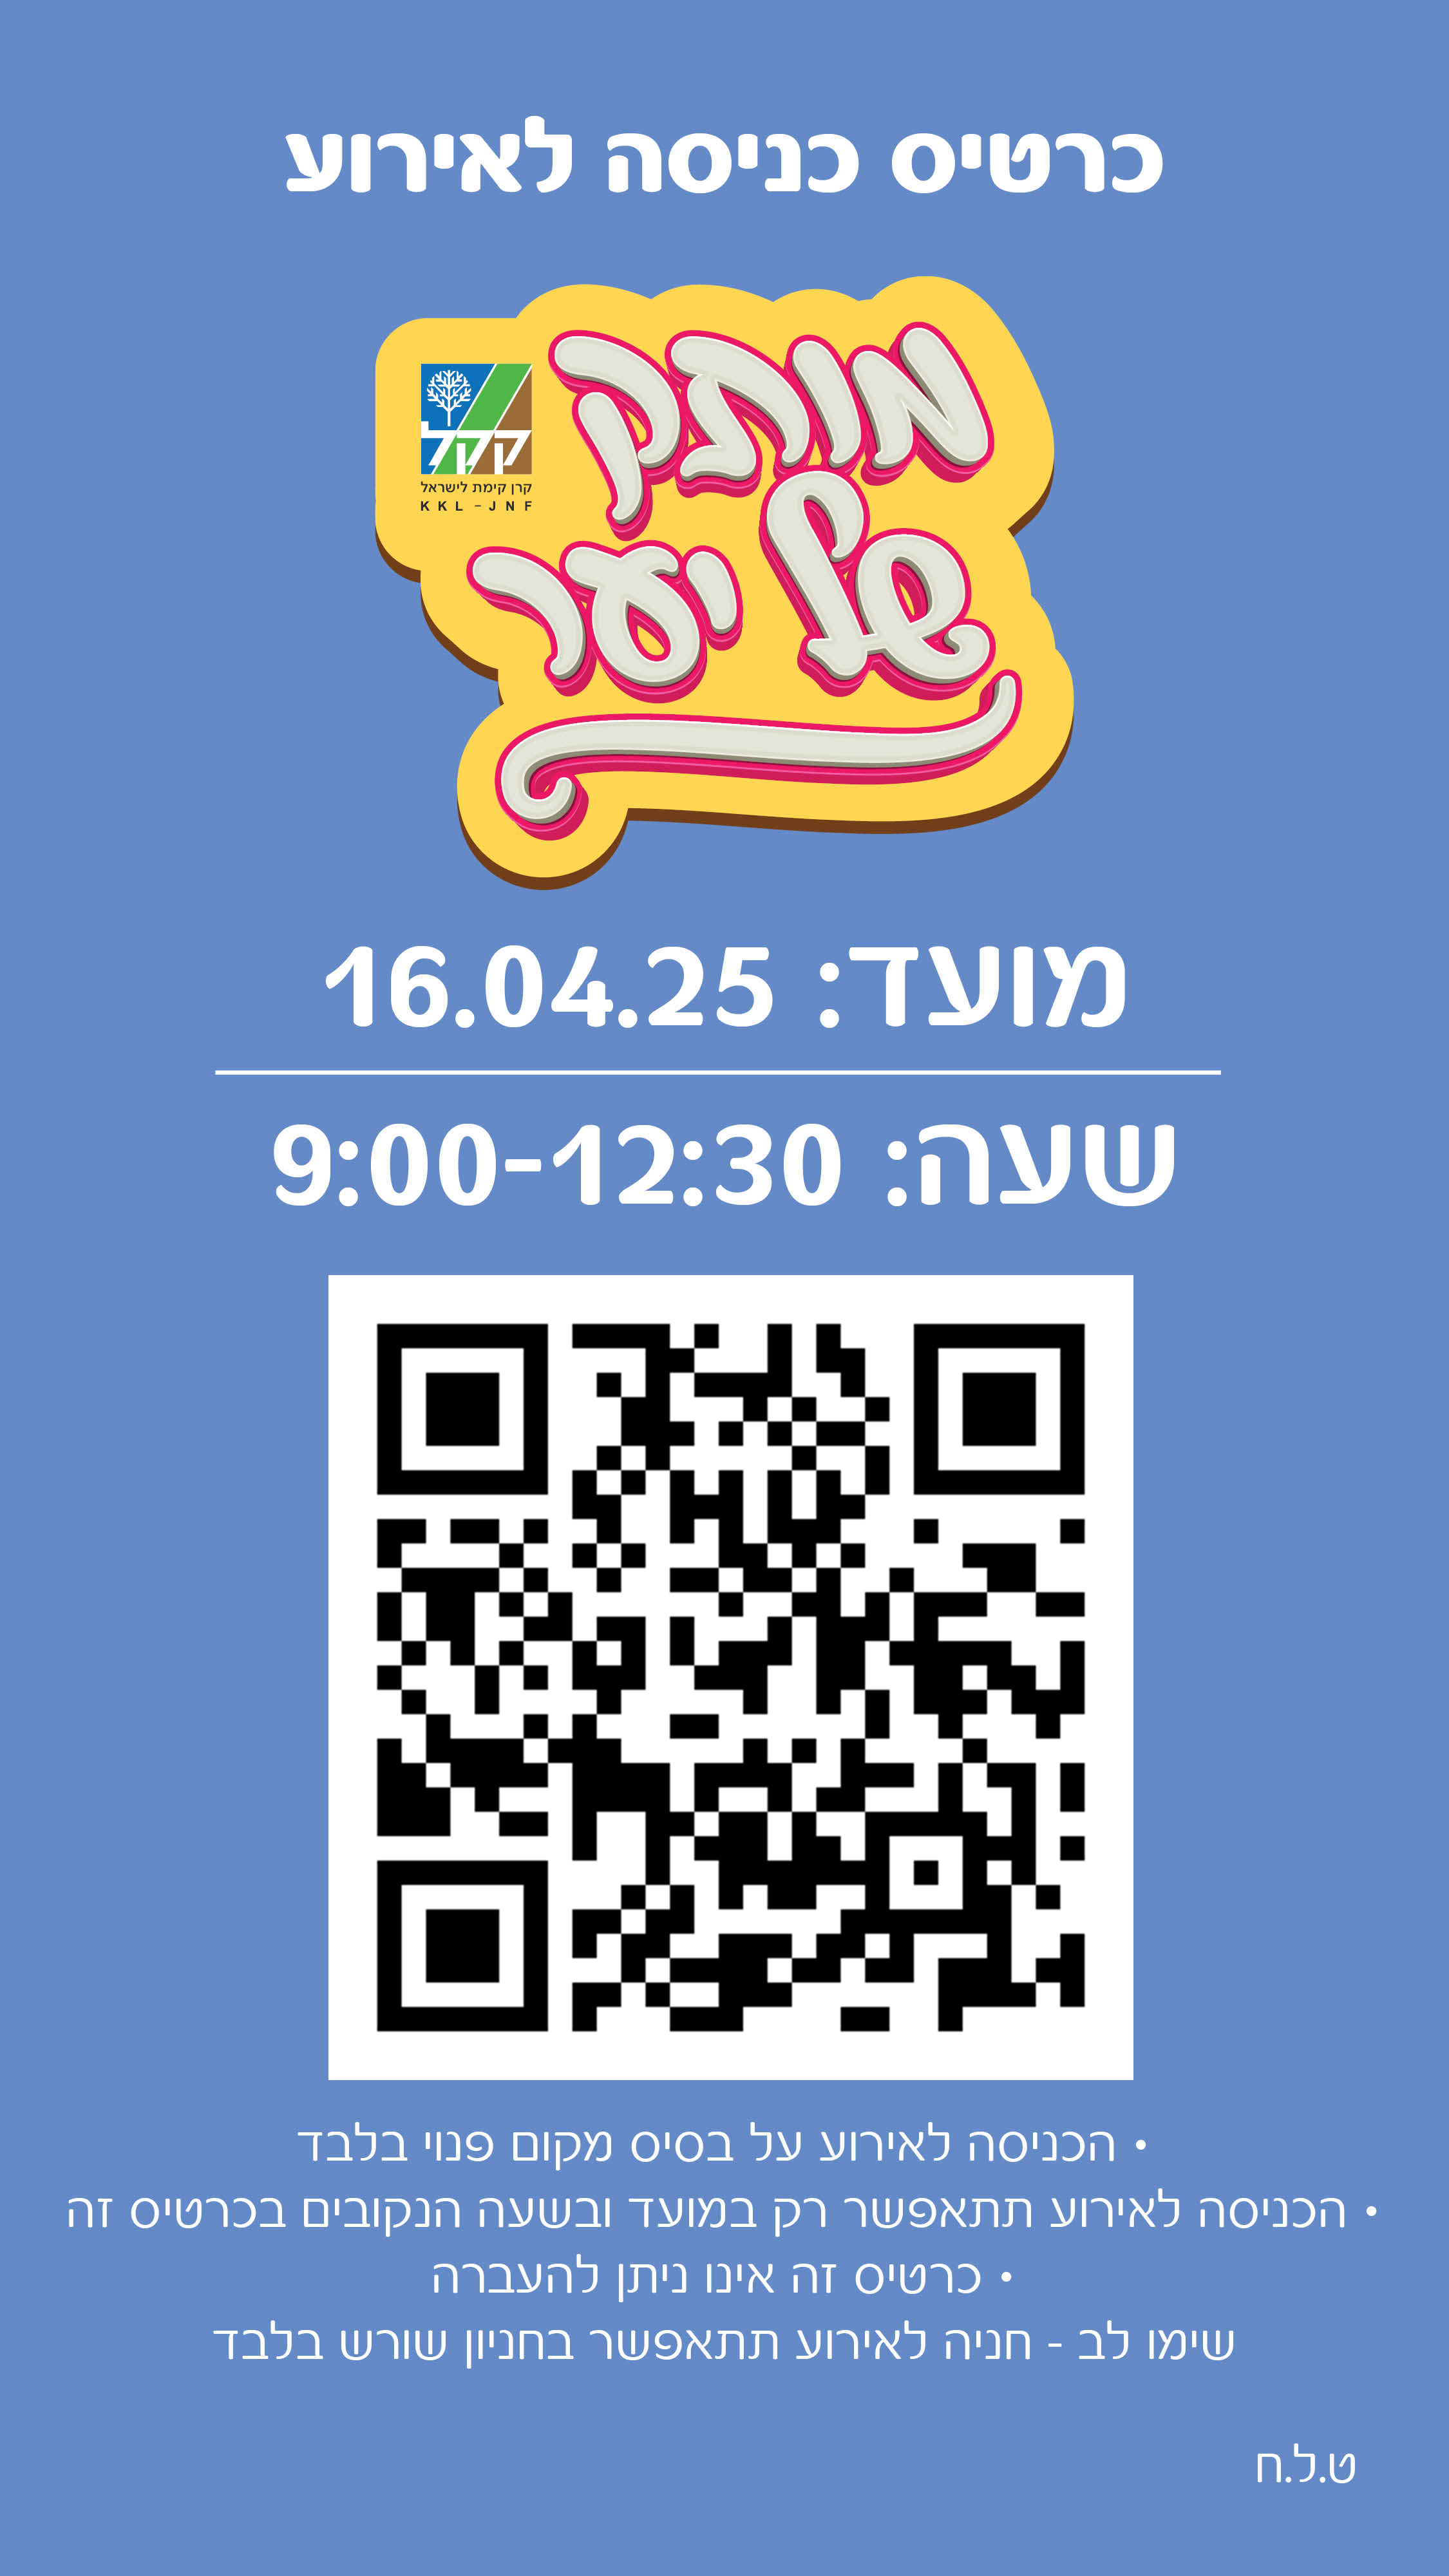 כרטיס כניסה לאירוע
מותק
של יער
קקל
קרן קימת לישראל
KKL-JNF
מועד: 16.04.25
שעה: 9:00-12:30
• הכניסה לאירוע על בסיס מקום פנוי בלבד
• הכניסה לאירוע תתאפשר רק במועד ובשעה הנקובים בכרטיס זה
• כרטיס זה אינו ניתן להעברה
שימו לב - חניה לאירוע תתאפשר בחניון שורש בלבד
ט.ל.ח